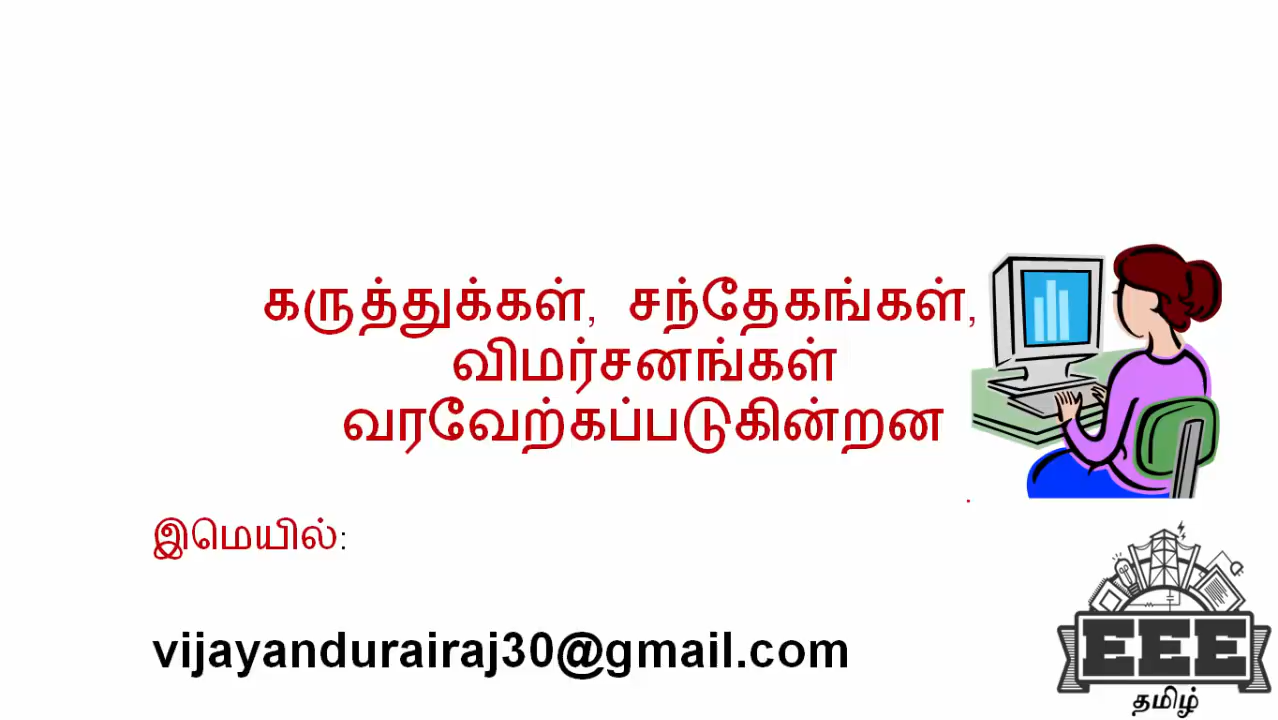 கருத்துக்கள், சந்தேகங்கள்,
விமர்சனங்கள்
வரவேற்கப்படுகின்றன
.
இமெயில்:
vijayandurairaj30@gmail.com
EEE
தமிழ்